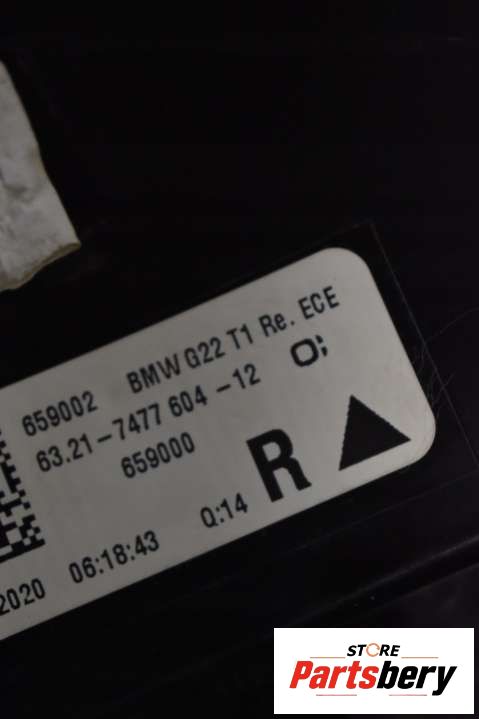 659002 BMW G22 T1 Re. ECE
63.21-7477 604 -12 O;
659000
R
2020 06:18:43 Q:14
STORE
Partsbery